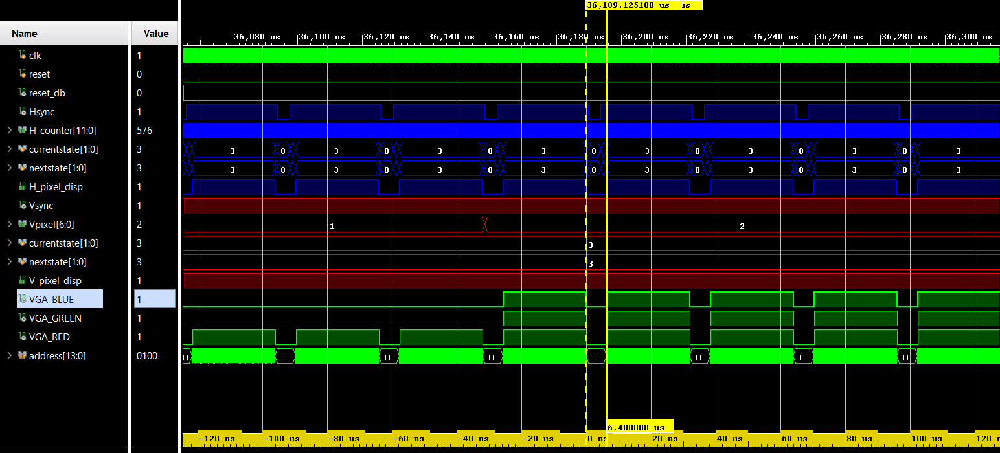 36,189.125100 us us
Name Value
36,080 us 36,100 us 36,120 us 36,140 us 36,160 us 36,180 us 36,200 us 36,220 us 36,240 us 36,260 us 36,280 us 36,300 us
clk 1
reset 0
reset_db 0
Hsync 1
H_counter[11:0] 576
currentstate[1:0] 3 3 0 3 0 3 0 3 0 3 0 3 0 3 0 3
nextstate[1:0] 3 3 0 3 0 3 0 3 0 3 0 3 0 3 0 3
H_pixel_disp 1
Vsync 1
Vpixel[6:0] 2 1 2
currentstate[1:0] 3 3
nextstate[1:0] 3 3
V_pixel_disp 1
VGA_BLUE 1
VGA_GREEN 1
VGA_RED 1
address[13:0] 0100
6.400000 us
-120 us -100 us -80 us -60 us -40 us -20 us 0 us 20 us 40 us 60 us 80 us 100 us 120